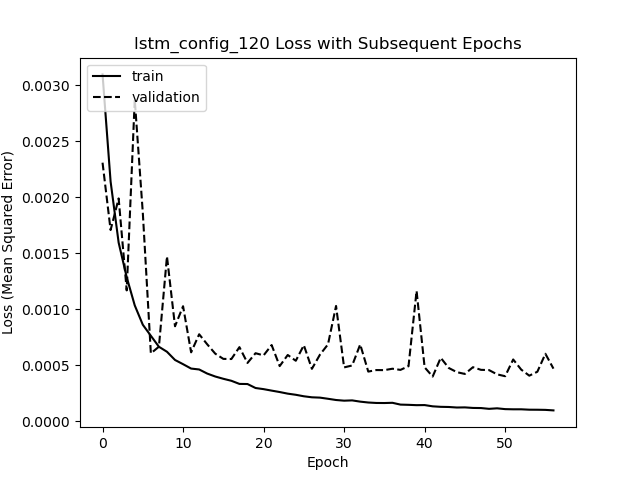 lstm_config_120 Loss with Subsequent Epochs
train
validation
Loss (Mean Squared Error)
0.0030
0.0025
0.0020
0.0015
0.0010
0.0005
0.0000
0
10
20
30
40
50
Epoch